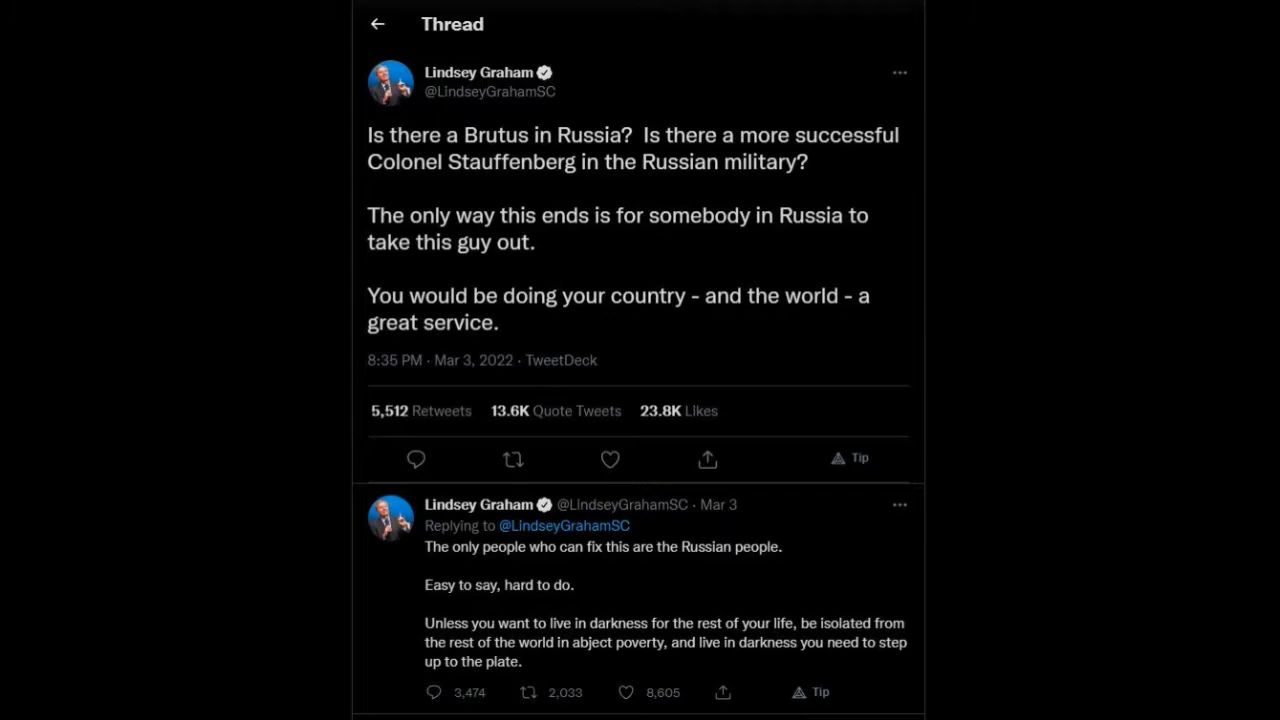 Thread
Lindsey Graham
@LindseyGrahamSC
Is there a Brutus in Russia?  Is there a more successful
Colonel Stauffenberg in the Russian military?
The only way this ends is for somebody in Russia to
take this guy out.
You would be doing your country - and the world - a
great service.
8:35 PM · Mar 3, 2022 · TweetDeck
5,512 Retweets 13.6K Quote Tweets 23.8K Likes
Tip
Lindsey Graham @LindseyGrahamSC · Mar 3
Replying to @LindseyGrahamSC
The only people who can fix this are the Russian people.
Easy to say, hard to do.
Unless you want to live in darkness for the rest of your life, be isolated from
the rest of the world in abject poverty, and live in darkness you need to step
up to the plate.
3,474 2,033 8,605 Tip